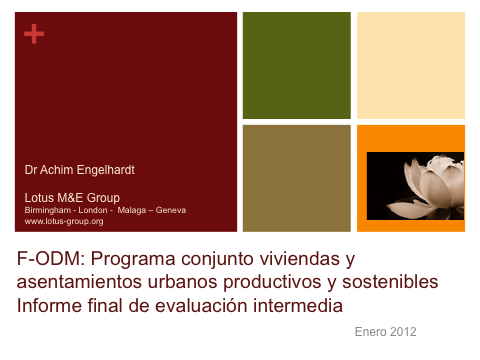 +
Dr Achim Engelhardt
Lotus M&E Group
Birmingham - London -  Malaga – Geneva
www.lotus-group.org
F-ODM: Programa conjunto viviendas y
asentamientos urbanos productivos y sostenibles
Informe final de evaluación intermedia
Enero 2012